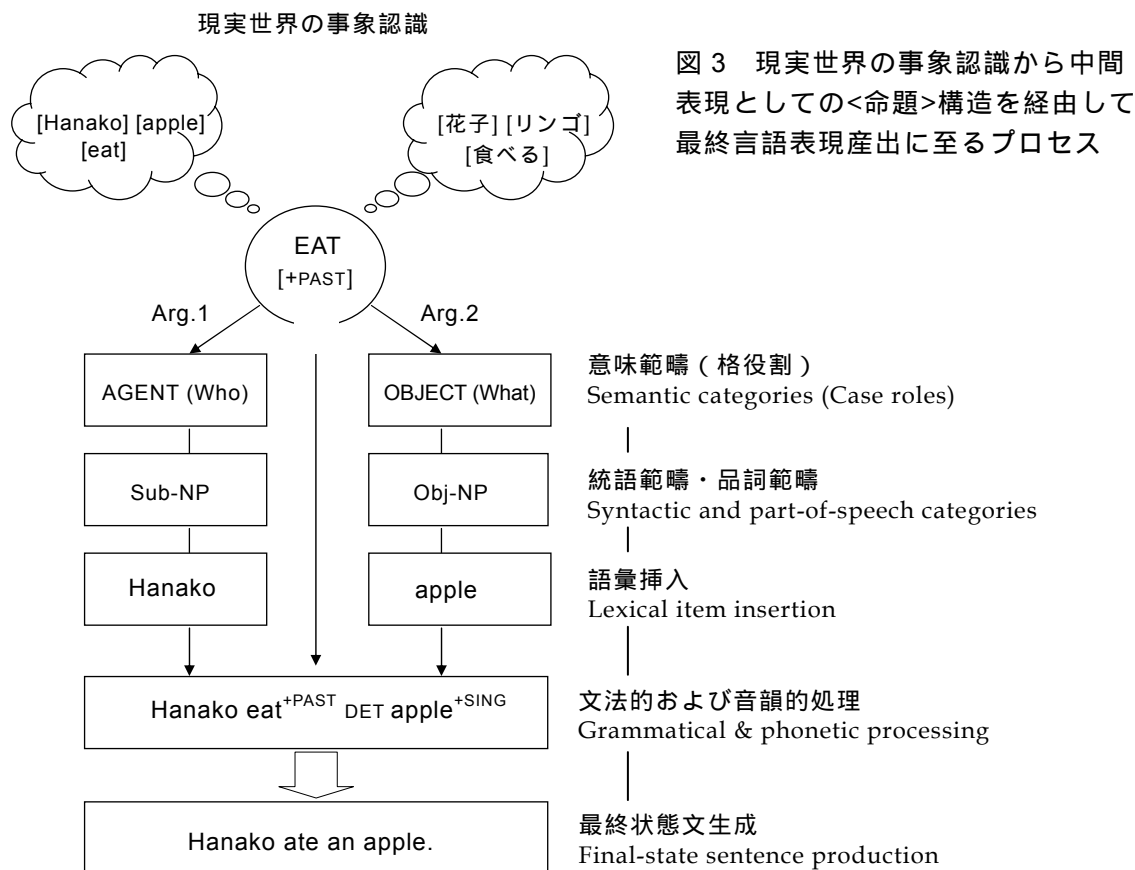 現実世界の事象認識
図 3　現実世界の事象認識から中間
表現としての<命題>構造を経由して
最終言語表現産出に至るプロセス
[Hanako] [apple]
[eat]
[花子] [リンゴ]
[食べる]
EAT
[+PAST]
Arg.1
Arg.2
AGENT (Who)
OBJECT (What)
意味範疇 ( 格役割 )
Semantic categories (Case roles)
Sub-NP
Obj-NP
統語範疇・品詞範疇
Syntactic and part-of-speech categories
Hanako
apple
語彙挿入
Lexical item insertion
Hanako eat+PAST DET apple+SING
文法的および音韻的処理
Grammatical & phonetic processing
Hanako ate an apple.
最終状態文生成
Final-state sentence production